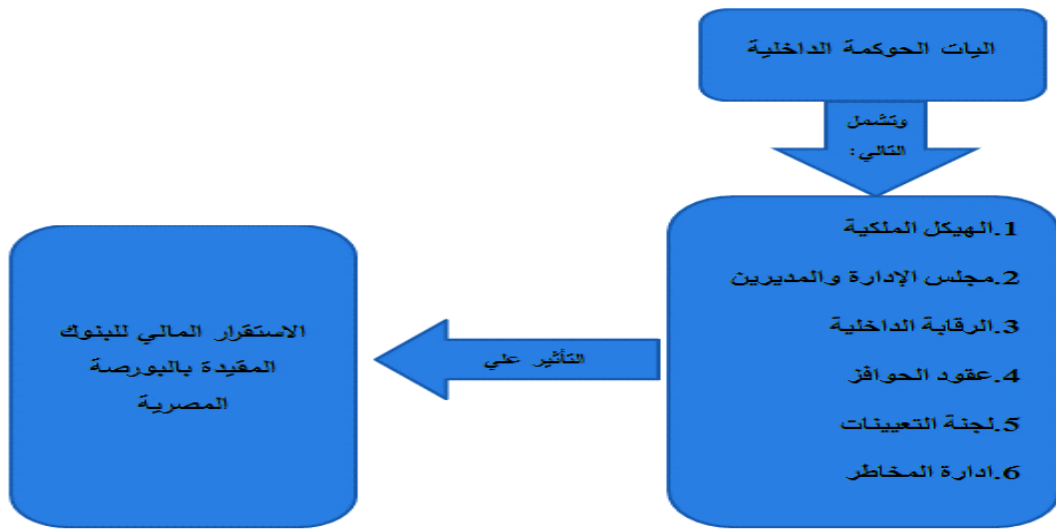 اليات الحوكمة الداخلية
وتشمل
التالي:
1.الهيكل الملكية
2.مجلس الإدارة والمديرين
3.الرقابة الداخلية
4.عقود الحوافز
5.لجنة التعيينات
6.ادارة المخاطر
التأثير علي
الاستقرار المالي للبنوك
المقيدة بالبورصة
المصرية